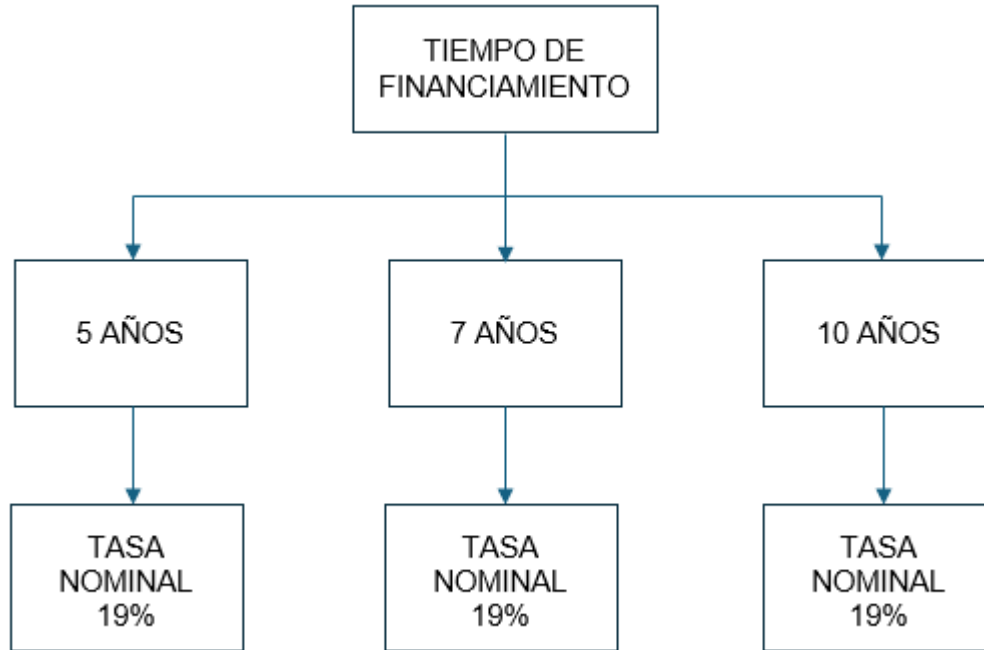 TIEMPO DE
FINANCIAMIENTO
5 AÑOS
7 AÑOS
10 AÑOS
TASA
NOMINAL
19%
TASA
NOMINAL
19%
TASA
NOMINAL
19%